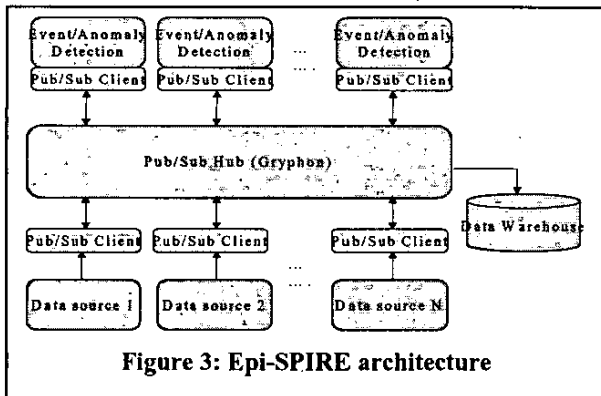 Event/Anomaly Event/Anomaly ... Event/Anomaly
Detection Detection Detection
Pub/Sub Client Pub/Sub Client .... Pub/Sub Client
Pub/Sub Hub (Gryphon)
Data Warehouse
Pub/Sub Client Pub/Sub Client Pub/Sub Client
...
Data source 1 Data source 2 .... Data source N
Figure 3: Epi-SPIRE architecture